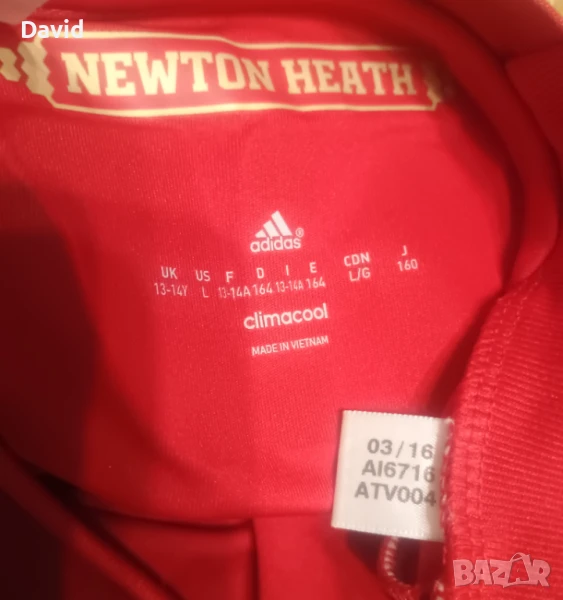 David
NEWTON HEATH
adidas®
UK US F D I E CDN J
13-14Y L 13-14A 164 13-14A 164 L/G 160
climacool
MADE IN VIETNAM
03/16
AI6716
ATV004
BAZAR